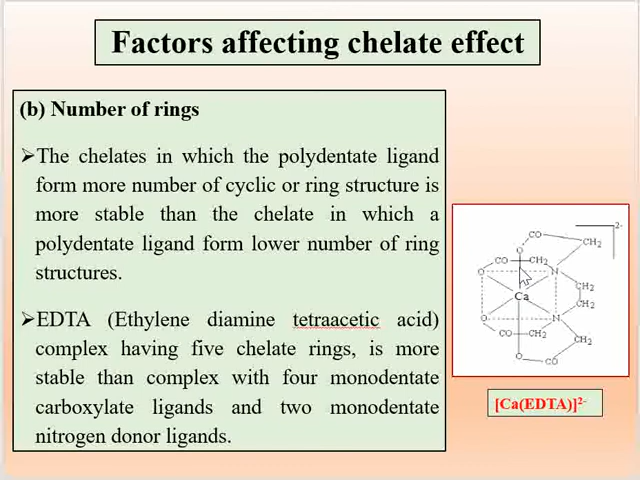 Factors affecting chelate effect
(b) Number of rings
➤The chelates in which the polydentate ligand
form more number of cyclic or ring structure is
more stable than the chelate in which a
polydentate ligand form lower number of ring
structures.
➤EDTA (Ethylene diamine tetraacetic acid)
complex having five chelate rings, is more
stable than complex with four monodentate
carboxylate ligands and two monodentate
nitrogen donor ligands.
2-
CO
O CH₂
CO CH₂
O N
CH₂
Ca
CH₂
O N
CO CH₂ CH₂
O CO
[Ca(EDTA)]²⁻